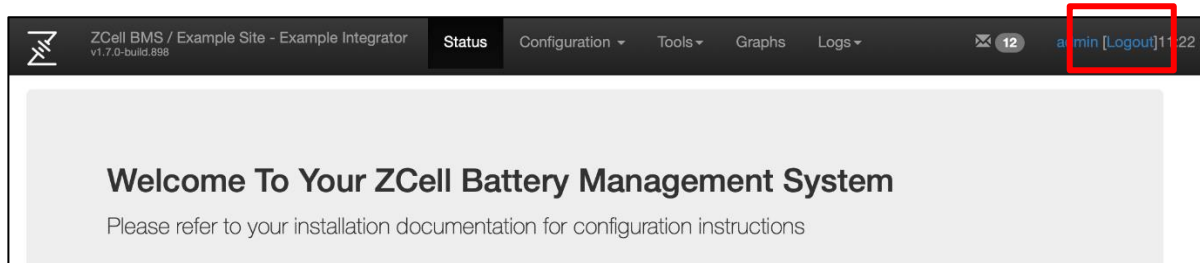 ZCell BMS / Example Site - Example Integrator
v1.7.0-build.898
Status Configuration Tools Graphs Logs 12 admin [Logout]11:22
Welcome To Your ZCell Battery Management System
Please refer to your installation documentation for configuration instructions